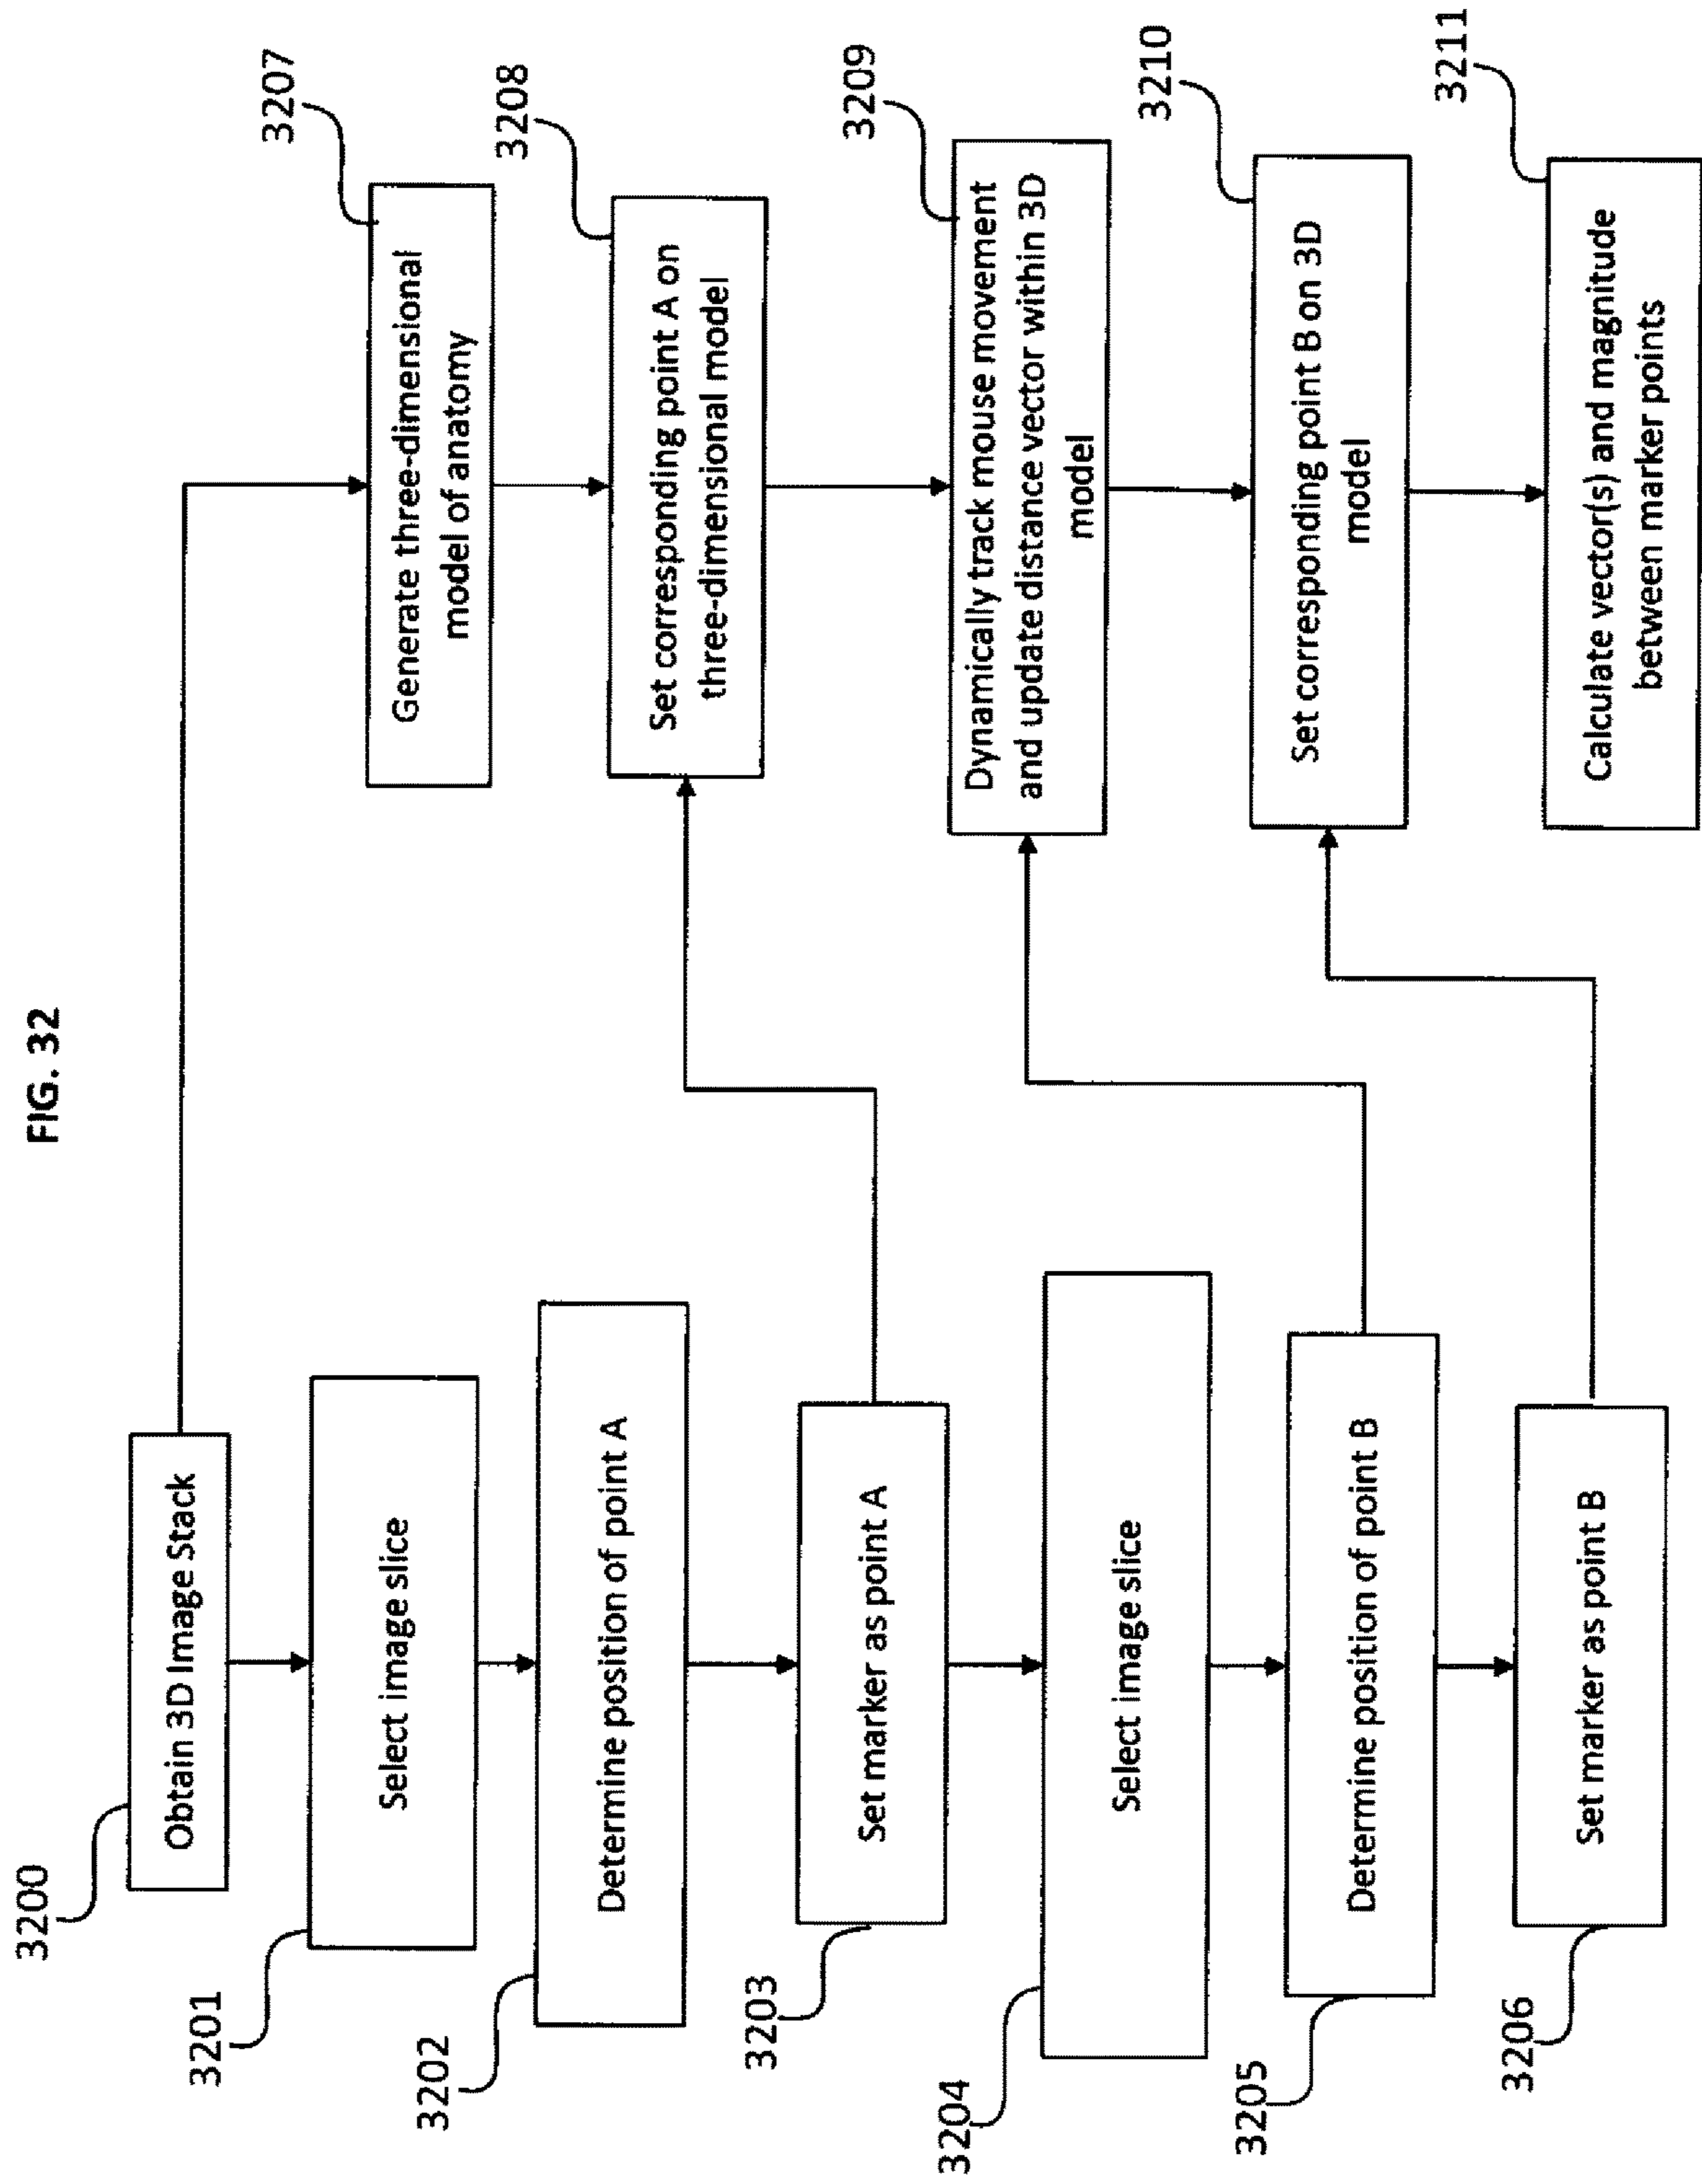 FIG. 32
3200
Obtain 3D Image Stack
3201
Select image slice
3202
Determine position of point A
3203
Set marker as point A
3204
Select image slice
3205
Determine position of point B
3206
Set marker as point B
3207
Generate three-dimensional
model of anatomy
3208
Set corresponding point A on
three-dimensional model
3209
Dynamically track mouse movement
and update distance vector within 3D
model
3210
Set corresponding point B on 3D
model
3211
Calculate vector(s) and magnitude
between marker points